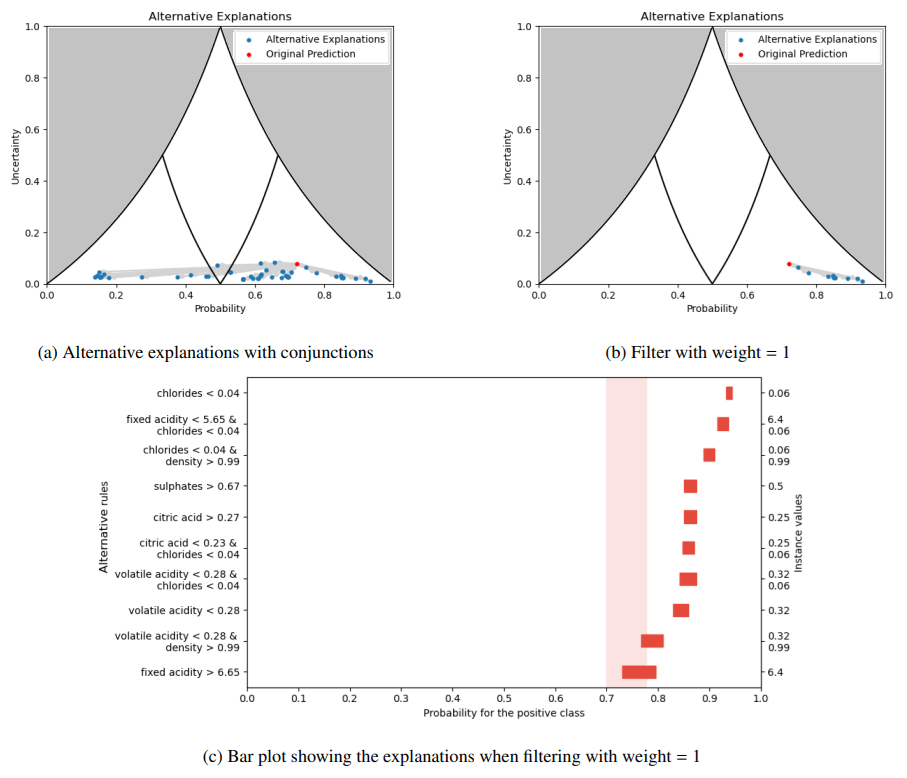 Alternative Explanations
1.0
0.8
0.6
0.4
0.2
0.0
Uncertainty
0.0 0.2 0.4 0.6 0.8 1.0
Probability
Alternative Explanations
Original Prediction
(a) Alternative explanations with conjunctions
Alternative Explanations
1.0
0.8
0.6
0.4
0.2
0.0
Uncertainty
0.0 0.2 0.4 0.6 0.8 1.0
Probability
Alternative Explanations
Original Prediction
(b) Filter with weight = 1
Alternative rules
chlorides < 0.04
fixed acidity < 5.65 &
chlorides < 0.04
chlorides < 0.04 &
density > 0.99
sulphates > 0.67
citric acid > 0.27
citric acid < 0.23 &
chlorides < 0.04
volatile acidity < 0.28 &
chlorides < 0.04
volatile acidity < 0.28
volatile acidity < 0.28 &
density > 0.99
fixed acidity > 6.65
0.06
6.4
0.06
0.06
0.99
0.5
0.25
0.25
0.06
0.32
0.06
0.32
0.32
0.99
6.4
Instance values
0.0 0.1 0.2 0.3 0.4 0.5 0.6 0.7 0.8 0.9 1.0
Probability for the positive class
(c) Bar plot showing the explanations when filtering with weight = 1